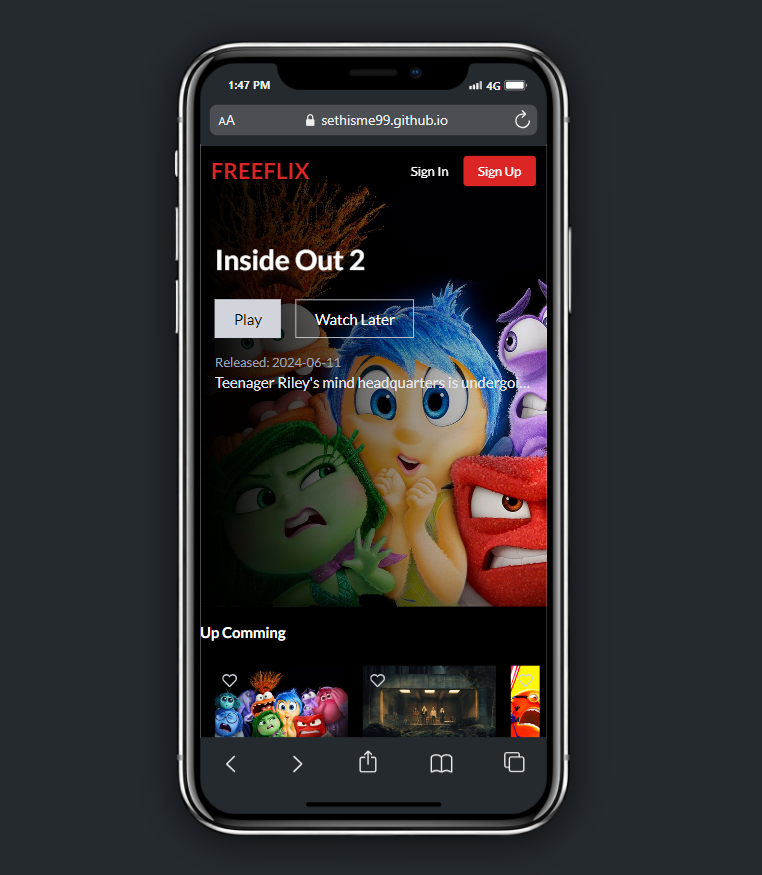 1:47 PM 4G
AA sethisme99.github.io
FREEFLIX Sign In Sign Up
Inside Out 2
Play Watch Later
Released: 2024-06-11
Teenager Riley's mind headquarters is undergoi...
Up Comming